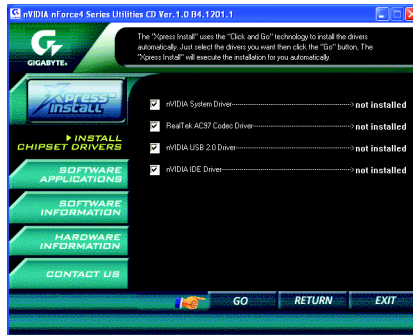 nVIDIA nForce4 Series Utilities CD Ver.1.0 B4.1201.1
GIGABYTE
The "Xpress Install" uses the "Click and Go" technology to install the drivers
automatically. Just select the drivers you want then click the "Go" button. The
"Xpress Install" will execute the installation for you automatically.
Xpress-
Install
INSTALL
CHIPSET DRIVERS
SOFTWARE
APPLICATIONS
SOFTWARE
INFORMATION
HARDWARE
INFORMATION
CONTACT US
nVIDIA System Driver not installed
RealTek AC97 Codec Driver not installed
nVIDIA USB 2.0 Driver not installed
nVIDIA IDE Driver not installed
GO RETURN EXIT